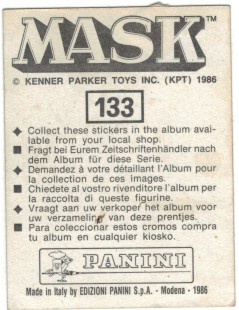 MASK™
© KENNER PARKER TOYS INC. (KPT) 1986
133
◆ Collect these stickers in the album avai-
lable from your local shop.
■ Fragt bei Eurem Zeitschriftenhändler nach
dem Album für diese Serie.
◆ Demandez à votre détaillant l'Album pour
la collection de ces images.
■ Chiedete al vostro rivenditore l'album per
la raccolta di queste figurine.
◆ Vraagt aan uw verkoper het album voor
uw verzameling van deze prentjes.
■ Para coleccionar estos cromos compra
tu album en cualquier kiosko.
PANINI
Made in Italy by EDIZIONI PANINI S.p.A. - Modena - 1986